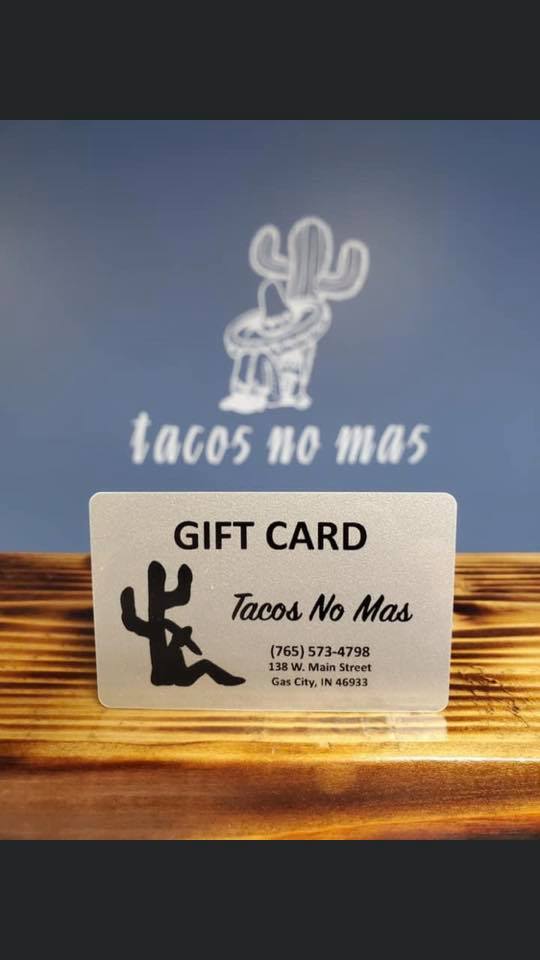 tacos no mas
GIFT CARD
Tacos No Mas
(765) 573-4798
138 W. Main Street
Gas City, IN 46933